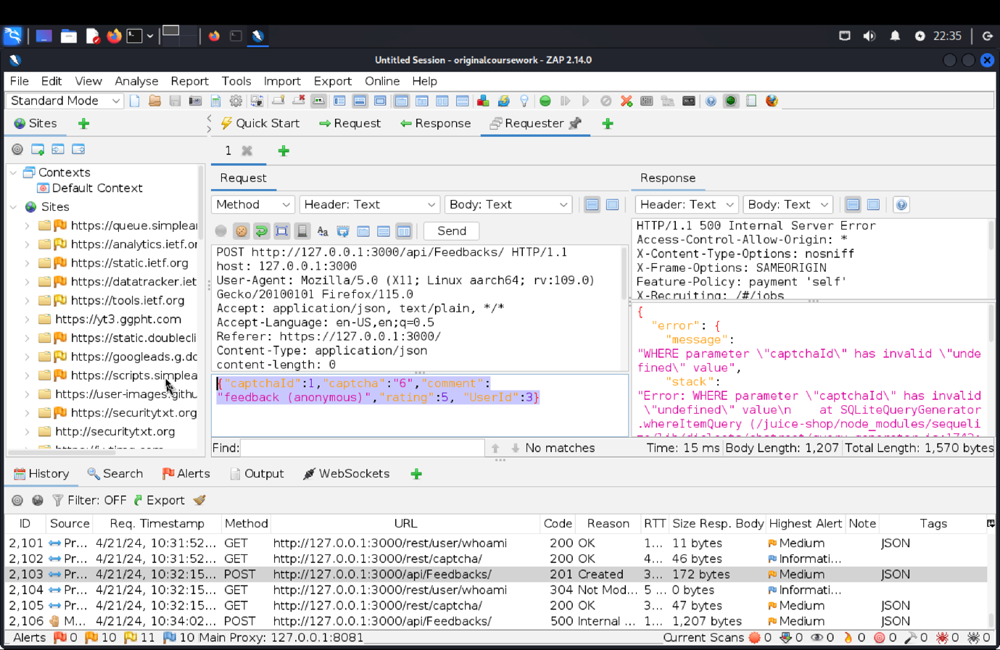 22:35
Untitled Session - originalcoursework - ZAP 2.14.0
File Edit View Analyse Report Tools Import Export Online Help
Standard Mode
Sites
Quick Start Request Response Requester
1
Contexts
Default Context
Sites
https://queue.simplear
https://analytics.ietf.or
https://static.ietf.org
https://datatracker.iet
https://tools.ietf.org
https://yt3.ggpht.com
https://static.doublecli
https://googleads.g.dc
https://scripts.simplea
https://user-images.githu
https://securitytxt.org
http://securitytxt.org
Request
Method Header: Text Body: Text
Send
POST http://127.0.0.1:3000/api/Feedbacks/ HTTP/1.1
host: 127.0.0.1:3000
User-Agent: Mozilla/5.0 (X11; Linux aarch64; rv:109.0)
Gecko/20100101 Firefox/115.0
Accept: application/json, text/plain, */*
Accept-Language: en-US,en;q=0.5
Referer: https://127.0.0.1:3000/
Content-Type: application/json
content-length: 0
{"captchaId":1,"captcha":"6","comment":
"feedback (anonymous)","rating":5, "UserId":3}
Response
Header: Text Body: Text
HTTP/1.1 500 Internal Server Error
Access-Control-Allow-Origin: *
X-Content-Type-Options: nosniff
X-Frame-Options: SAMEORIGIN
Feature-Policy: payment 'self'
X-Recruiting: /#/jobs
{
"error": {
"message":
"WHERE parameter \"captchaId\" has invalid \"unde
fined\" value",
"stack":
"Error: WHERE parameter \"captchaId\" has invalid
\"undefined\" value\n at SQLiteQueryGenerator
.whereItemQuery (/juice-shop/node_modules/sequeli
Find: No matches Time: 15 ms Body Length: 1,207 Total Length: 1,570 bytes
History Search Alerts Output WebSockets
Filter: OFF Export
ID Source Req. Timestamp Method URL Code Reason RTT Size Resp. Body Highest Alert Note Tags
2,101 Pr... 4/21/24, 10:31:52... GET http://127.0.0.1:3000/rest/user/whoami 200 OK 1... 11 bytes Medium JSON
2,102 Pr... 4/21/24, 10:31:52... GET http://127.0.0.1:3000/rest/captcha/ 200 OK 4... 46 bytes Informati...
2,103 Pr... 4/21/24, 10:32:15... POST http://127.0.0.1:3000/api/Feedbacks/ 201 Created 3... 172 bytes Medium JSON
2,104 Pr... 4/21/24, 10:32:15... GET http://127.0.0.1:3000/rest/user/whoami 304 Not Mod... 5 ... 0 bytes Informati...
2,105 Pr... 4/21/24, 10:32:15... GET http://127.0.0.1:3000/rest/captcha/ 200 OK 3... 47 bytes Medium JSON
2,106 M... 4/21/24, 10:34:02... POST http://127.0.0.1:3000/api/Feedbacks/ 500 Internal ... 1... 1,207 bytes Medium JSON
Alerts 0 10 11 10 Main Proxy: 127.0.0.1:8081 Current Scans 0 0 0 0 0 0 0 0